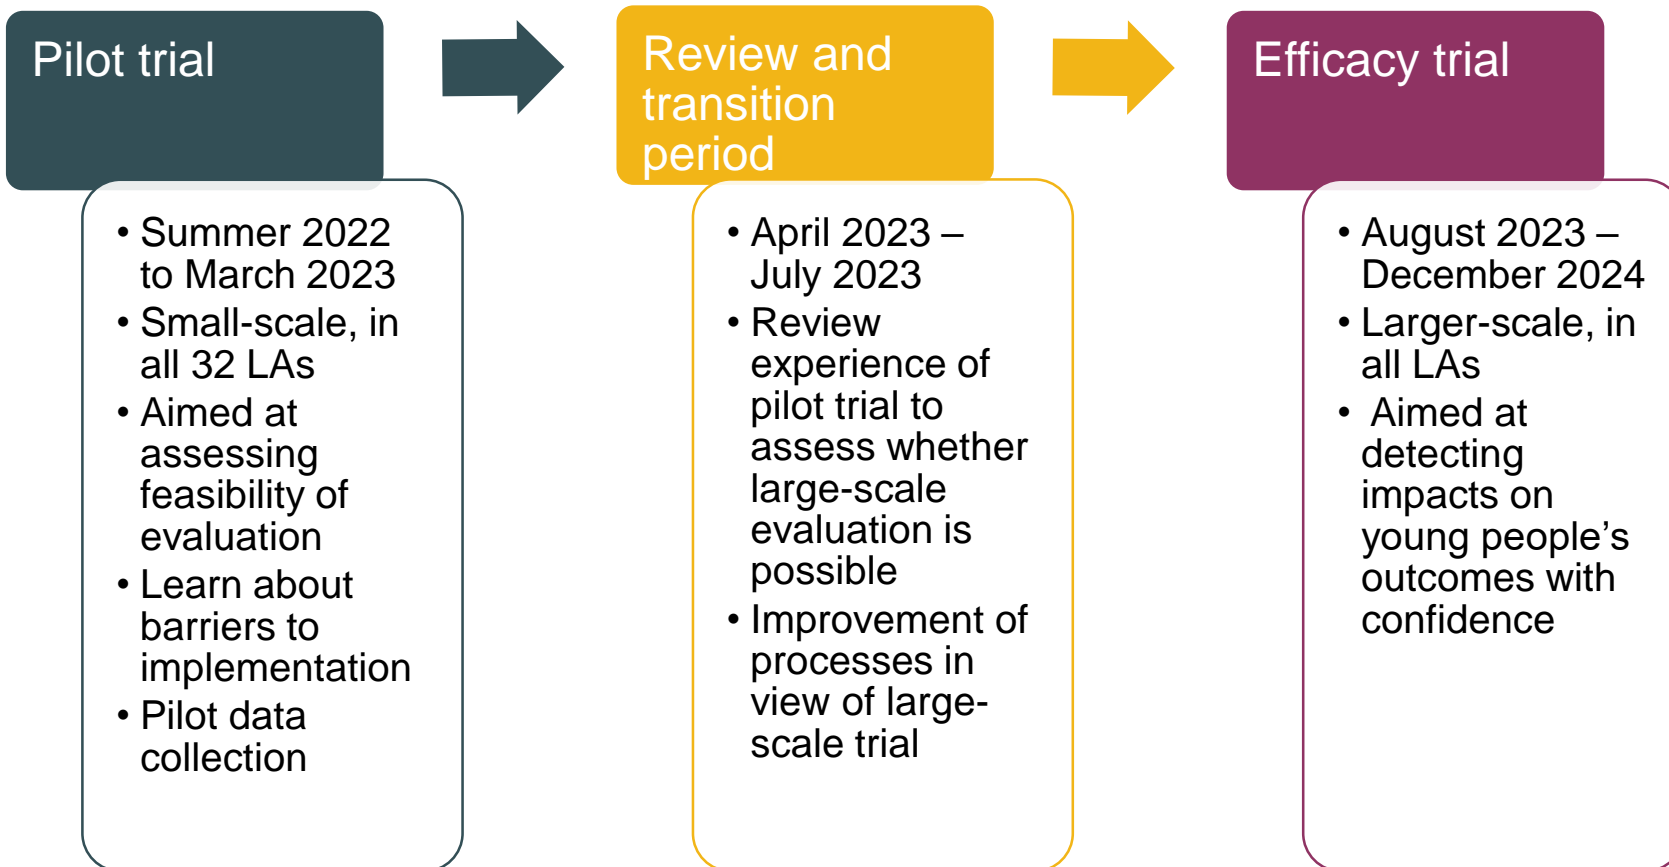 Pilot trial
• Summer 2022
to March 2023
• Small-scale, in
all 32 LAs
• Aimed at
assessing
feasibility of
evaluation
• Learn about
barriers to
implementation
• Pilot data
collection
Review and
transition
period
• April 2023 –
July 2023
• Review
experience of
pilot trial to
assess whether
large-scale
evaluation is
possible
• Improvement of
processes in
view of large-
scale trial
Efficacy trial
• August 2023 –
December 2024
• Larger-scale, in
all LAs
• Aimed at
detecting
impacts on
young people’s
outcomes with
confidence